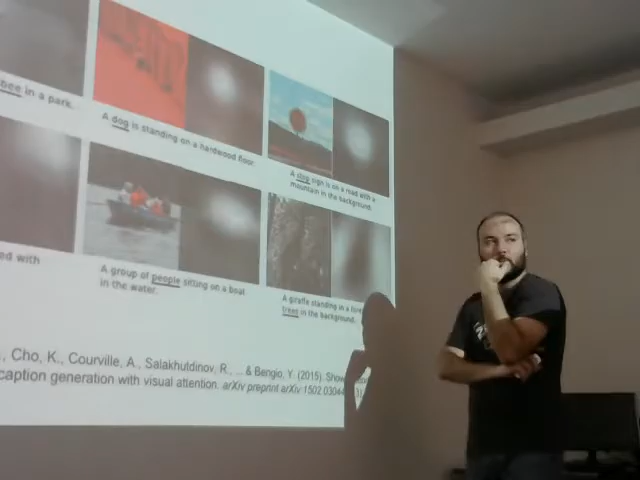 in a park.
A dog is standing on a hardwood floor.
A stop sign is on a road with a
mountain in the background.
ed with
A group of people sitting on a boat
in the water.
A giraffe standing in a
trees in the background.
., Cho, K., Courville, A., Salakhutdinov, R., ... & Bengio, Y. (2015). Show,
caption generation with visual attention. arXiv preprint arXiv:1502.03044